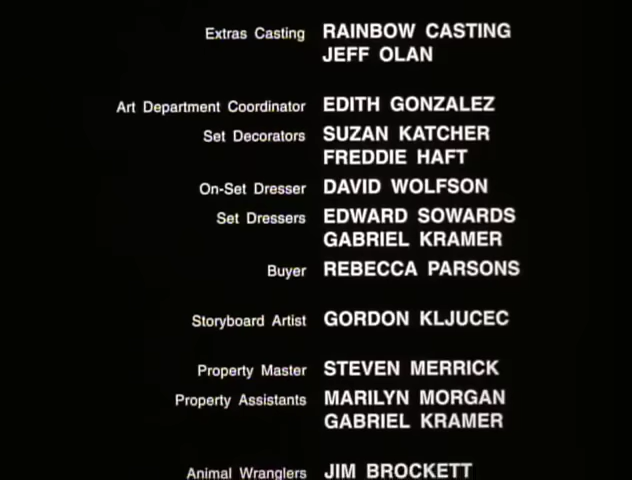 Extras Casting RAINBOW CASTING
JEFF OLAN
Art Department Coordinator EDITH GONZALEZ
Set Decorators SUZAN KATCHER
FREDDIE HAFT
On-Set Dresser DAVID WOLFSON
Set Dressers EDWARD SOWARDS
GABRIEL KRAMER
Buyer REBECCA PARSONS
Storyboard Artist GORDON KLJUCEC
Property Master STEVEN MERRICK
Property Assistants MARILYN MORGAN
GABRIEL KRAMER
Animal Wranglers JIM BROCKETT